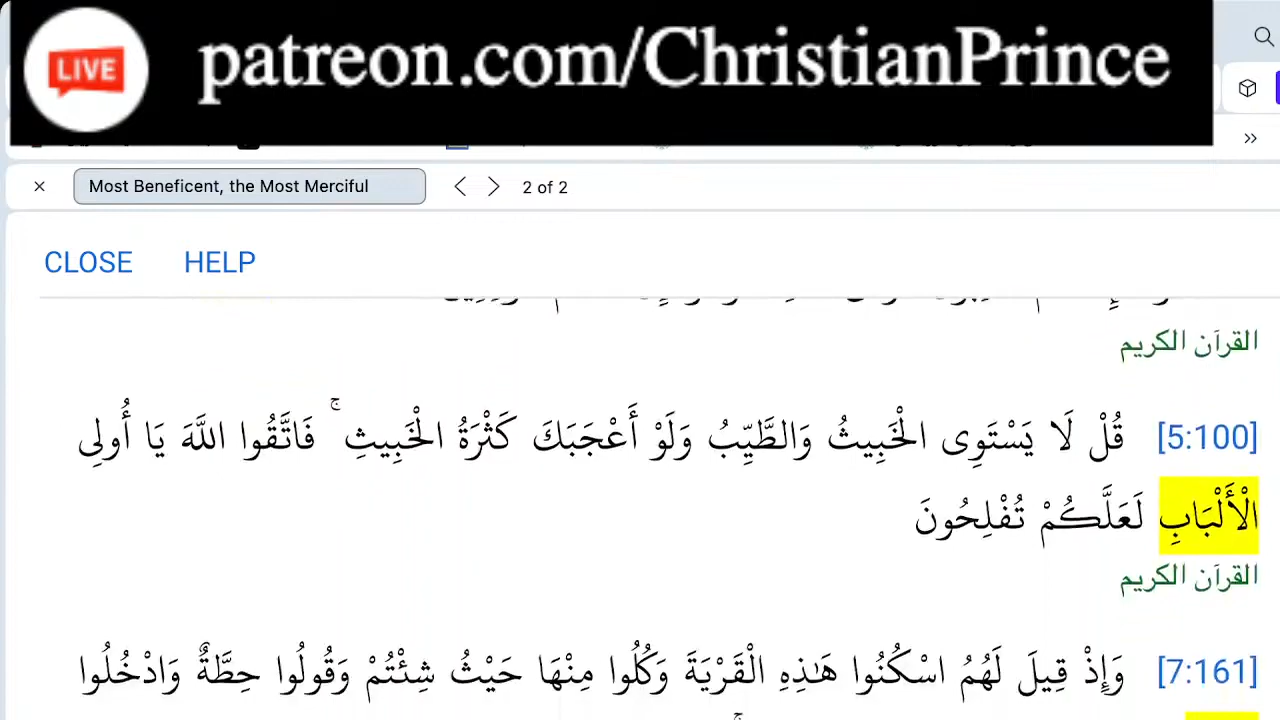 LIVE
patreon.com/ChristianPrince
Most Beneficent, the Most Merciful
2 of 2
CLOSE HELP
القرآن الكريم
[5:100] قُلْ لَا يَسْتَوِى الْخَبِيثُ وَالطَّيِّبُ وَلَوْ أَعْجَبَكَ كَثْرَةُ الْخَبِيثِ ۚ فَاتَّقُوا اللَّهَ يَا أُولِى
الْأَلْبَابِ لَعَلَّكُمْ تُفْلِحُونَ
القرآن الكريم
[7:161] وَإِذْ قِيلَ لَهُمُ اسْكُنُوا هَـٰذِهِ الْقَرْيَةَ وَكُلُوا مِنْهَا حَيْثُ شِئْتُمْ وَقُولُوا حِطَّةٌ وَادْخُلُوا